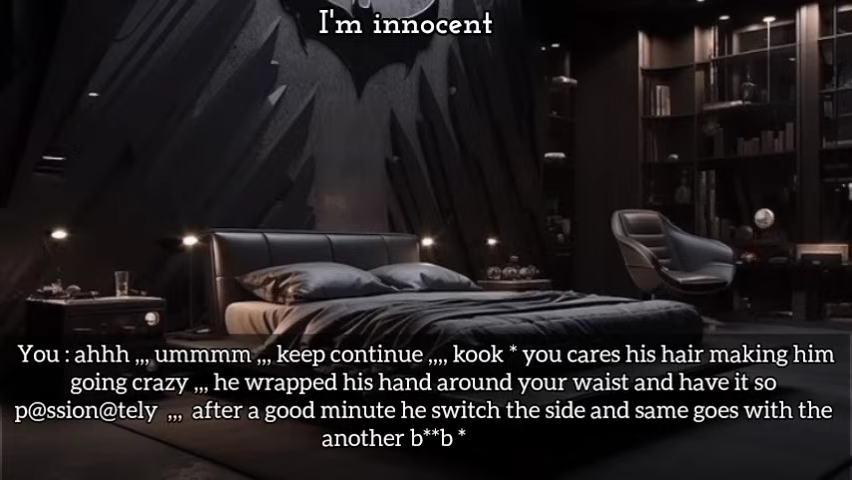 I'm innocent
You : ahhh ,,, ummmm ,,, keep continue ,,,, kook * you cares his hair making him
going crazy ,,, he wrapped his hand around your waist and have it so
p@ssion@tely  ,,,  after a good minute he switch the side and same goes with the
another b**b *